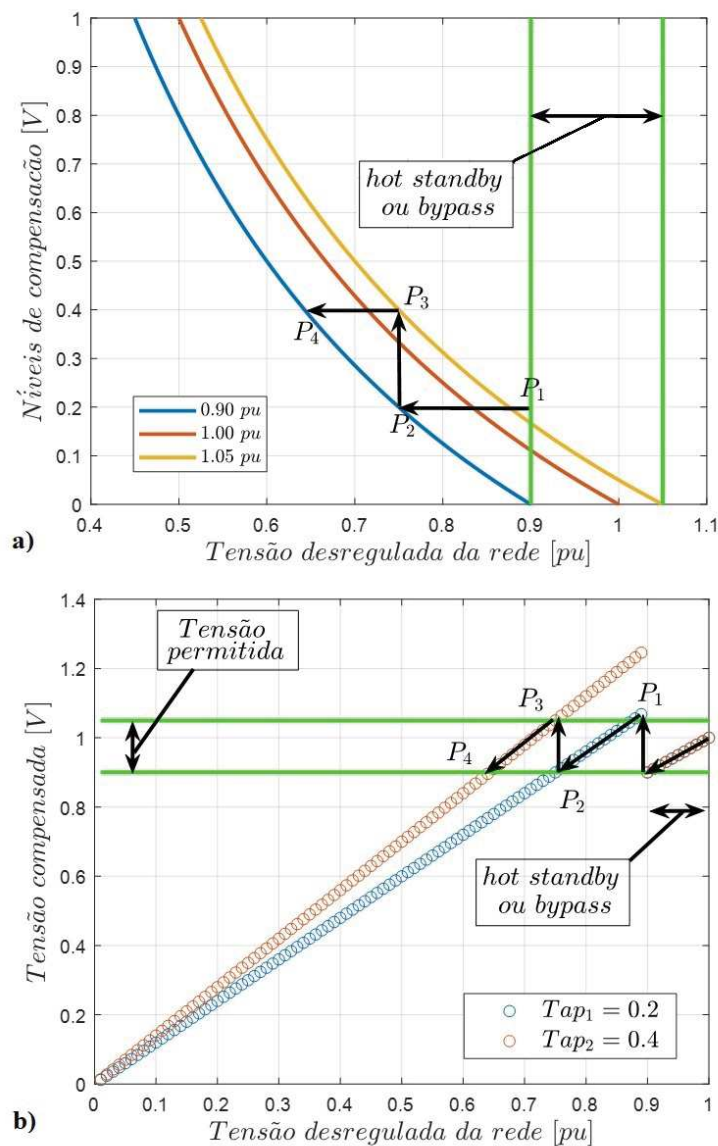 1
0.9
0.8
0.7
0.6
0.5
0.4
0.3
0.2
0.1
0
Níveis de compensacão [V]
hot standby
ou bypass
P3
P4
P1
P2
0.90 pu
1.00 pu
1.05 pu
0.4 0.5 0.6 0.7 0.8 0.9 1 1.1
a)
Tensão desregulada da rede [pu]
1.4
1.2
1
0.8
0.6
0.4
0.2
0
Tensão compensada [V]
Tensão
permitida
P3
P1
P4
P2
hot standby
ou bypass
Tap1 = 0.2
Tap2 = 0.4
0 0.1 0.2 0.3 0.4 0.5 0.6 0.7 0.8 0.9 1
b)
Tensão desregulada da rede [pu]